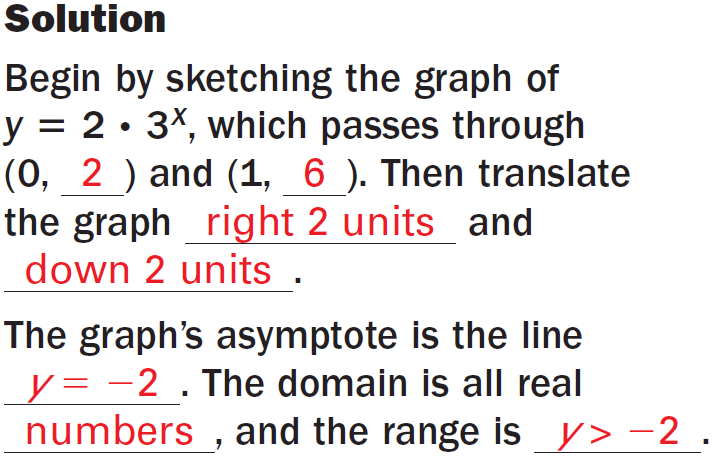 Solution
Begin by sketching the graph of
y = 2 • 3ˣ, which passes through
(0, 2 ) and (1, 6 ). Then translate
the graph right 2 units and
down 2 units .
The graph's asymptote is the line
y = −2 . The domain is all real
numbers , and the range is y > −2 .